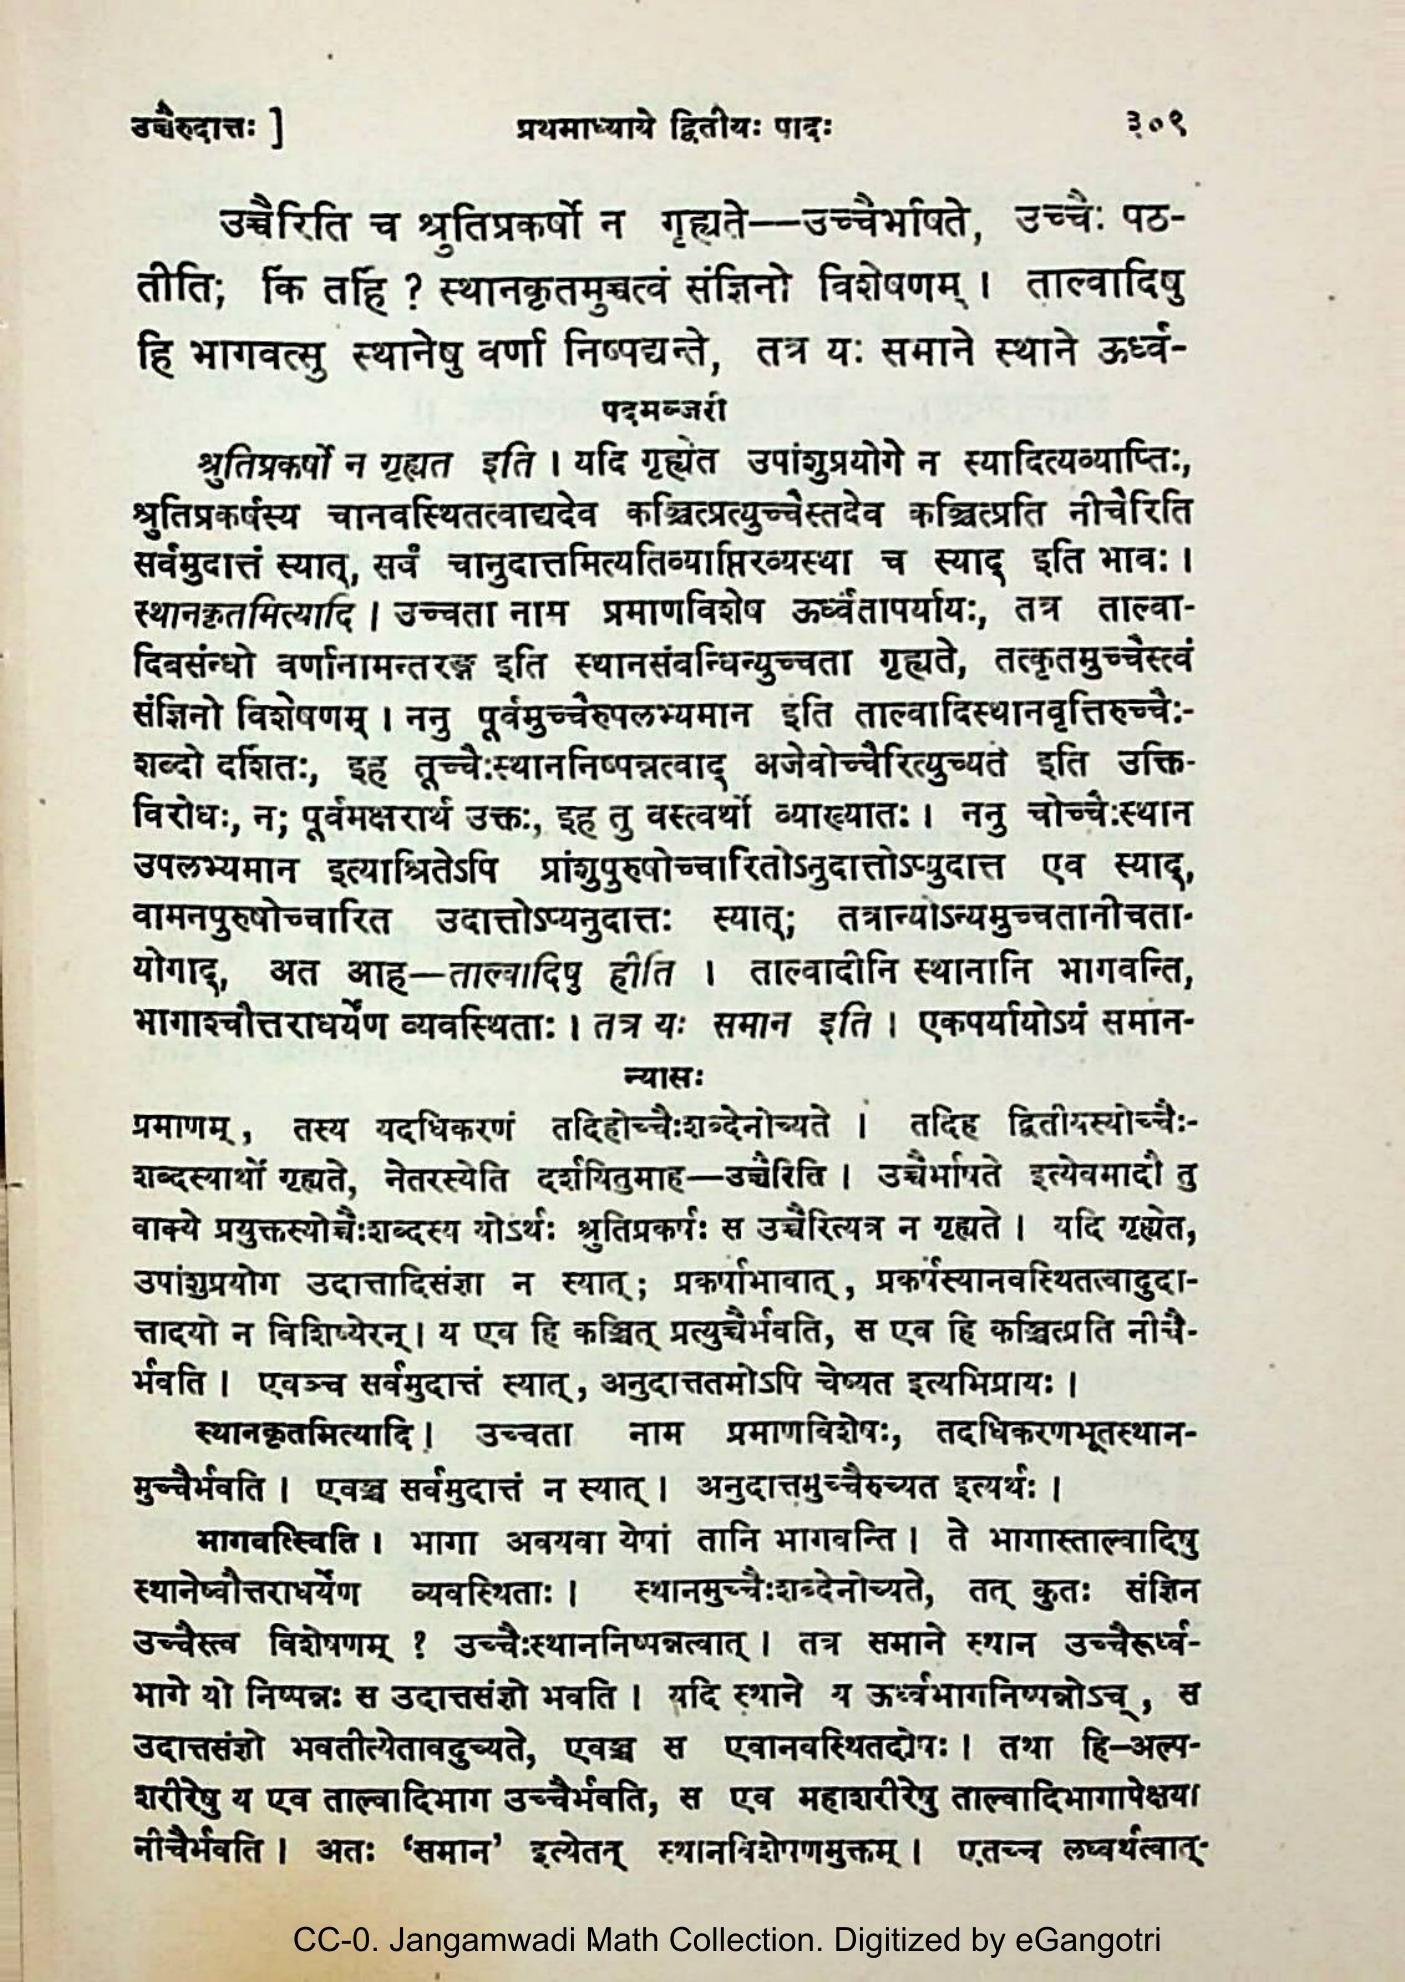 उच्चैरुदात्तः ] प्रथमाध्याये द्वितीयः पादः ३०९
उच्चैरिति च श्रुतिप्रकर्षो न गृह्यते—उच्चैर्भाषते, उच्चैः पठ-
तीति; किं तर्हि ? स्थानकृतमुच्चत्वं संज्ञिनो विशेषणम् । ताल्वादिषु
हि भागवत्सु स्थानेषु वर्णा निष्पद्यन्ते, तत्र यः समाने स्थाने ऊर्ध्व-
पदमञ्जरी
श्रुतिप्रकर्षो न गृह्यत इति । यदि गृह्येत उपांशुप्रयोगे न स्यादित्यव्याप्तिः,
श्रुतिप्रकर्षस्य चानवस्थितत्वाद्यदेव कञ्चित्प्रत्युच्चैस्तदेव कञ्चित्प्रति नीचैरिति
सर्वमुदात्तं स्यात्, सर्वं चानुदात्तमित्यतिव्याप्तिरव्यस्था च स्याद् इति भावः ।
स्थानकृतमित्यादि । उच्चता नाम प्रमाणविशेष ऊर्ध्वतापर्यायः, तत्र ताल्वा-
दिबसंन्धो वर्णानामन्तरङ्ग इति स्थानसंवन्धिन्युच्चता गृह्यते, तत्कृतमुच्चैस्त्वं
संज्ञिनो विशेषणम् । ननु पूर्वमुच्चैरुपलभ्यमान इति ताल्वादिस्थानवृत्तिरुच्चैः-
शब्दो दर्शितः, इह तूच्चैःस्थाननिष्पन्नत्वाद् अजेवोच्चैरित्युच्यते इति उक्ति-
विरोधः, न; पूर्वमक्षरार्थ उक्तः, इह तु वस्त्वर्थो व्याख्यातः । ननु चोच्चैःस्थान
उपलभ्यमान इत्याश्रितेऽपि प्रांशुपुरुषोच्चारितोऽनुदात्तोऽप्युदात्त एव स्याद्,
वामनपुरुषोच्चारित उदात्तोऽप्यनुदात्तः स्यात्; तत्रान्योऽन्यमुच्चतानीचता-
योगाद्, अत आह—ताल्वादिषु हीति । ताल्वादीनि स्थानानि भागवन्ति,
भागाश्चौत्तराधर्येण व्यवस्थिताः । तत्र यः समान इति । एकपर्यायोऽयं समान-
न्यासः
प्रमाणम्, तस्य यदधिकरणं तदिहोच्चैःशब्देनोच्यते । तदिह द्वितीयस्योच्चैः-
शब्दस्यार्थो गृह्यते, नेतरस्येति दर्शयितुमाह—उच्चैरिति । उच्चैर्भाषते इत्येवमादौ तु
वाक्ये प्रयुक्तस्योच्चैःशब्दस्य योऽर्थः श्रुतिप्रकर्षः स उच्चैरित्यत्र न गृह्यते । यदि गृह्येत,
उपांशुप्रयोग उदात्तादिसंज्ञा न स्यात्; प्रकर्षाभावात्, प्रकर्षस्यानवस्थितत्वादुदा-
त्तादयो न विशिष्येरन् । य एव हि कञ्चित् प्रत्युच्चैर्भवति, स एव हि कञ्चित्प्रति नीचै-
र्भवति । एवञ्च सर्वमुदात्तं स्यात्, अनुदात्ततमोऽपि चेष्यत इत्यभिप्रायः ।
स्थानकृतमित्यादि । उच्चता नाम प्रमाणविशेषः, तदधिकरणभूतस्थान-
मुच्चैर्भवति । एवञ्च सर्वमुदात्तं न स्यात् । अनुदात्तमुच्चैरुच्यत इत्यर्थः ।
भागवत्स्विति । भागा अवयवा येषां तानि भागवन्ति । ते भागास्ताल्वादिषु
स्थानेष्वौत्तराधर्येण व्यवस्थिताः । स्थानमुच्चैःशब्देनोच्यते, तत् कुतः संज्ञिन
उच्चैस्त्व विशेषणम् ? उच्चैःस्थाननिष्पन्नत्वात् । तत्र समाने स्थान उच्चैरूर्ध्व-
भागे यो निष्पन्नः स उदात्तसंज्ञो भवति । यदि स्थाने य ऊर्ध्वभागनिष्पन्नोऽच्, स
उदात्तसंज्ञो भवतीत्येतावदुच्यते, एवञ्च स एवानवस्थितदोषः । तथा हि—अल्प-
शरीरेषु य एव ताल्वादिभाग उच्चैर्भवति, स एव महाशरीरेषु ताल्वादिभागापेक्षया
नीचैर्भवति । अतः ‘समान’ इत्येतन् स्थानविशेषणमुक्तम् । एतच्च लघ्वर्थत्वात्-
CC-0. Jangamwadi Math Collection. Digitized by eGangotri